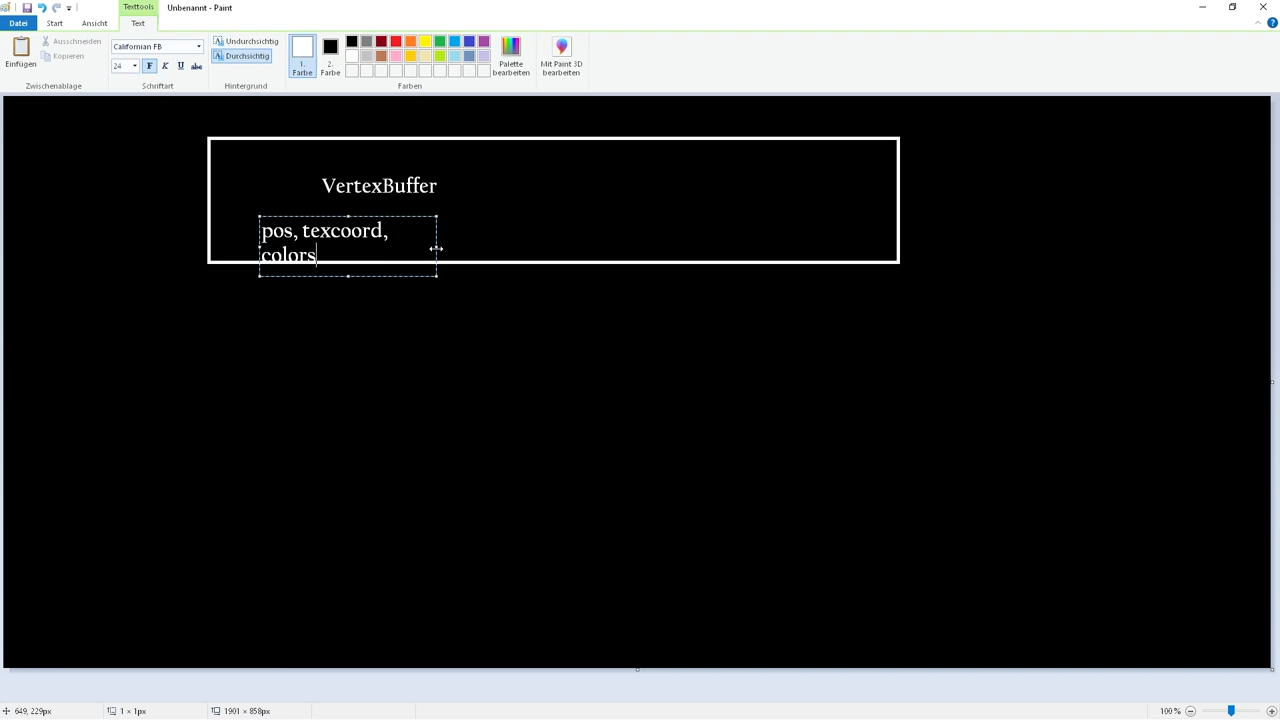 Texttools
Unbenannt - Paint
Datei
Start
Ansicht
Text
Einfügen
Ausschneiden
Kopieren
Zwischenablage
Californian FB
24
F K U abc
Schriftart
Undurchsichtig
Durchsichtig
Hintergrund
1.
Farbe
2.
Farbe
Farben
Palette
bearbeiten
Mit Paint 3D
bearbeiten
VertexBuffer
pos, texcoord,
colors
649, 229px
1 × 1px
1901 × 858px
100 %